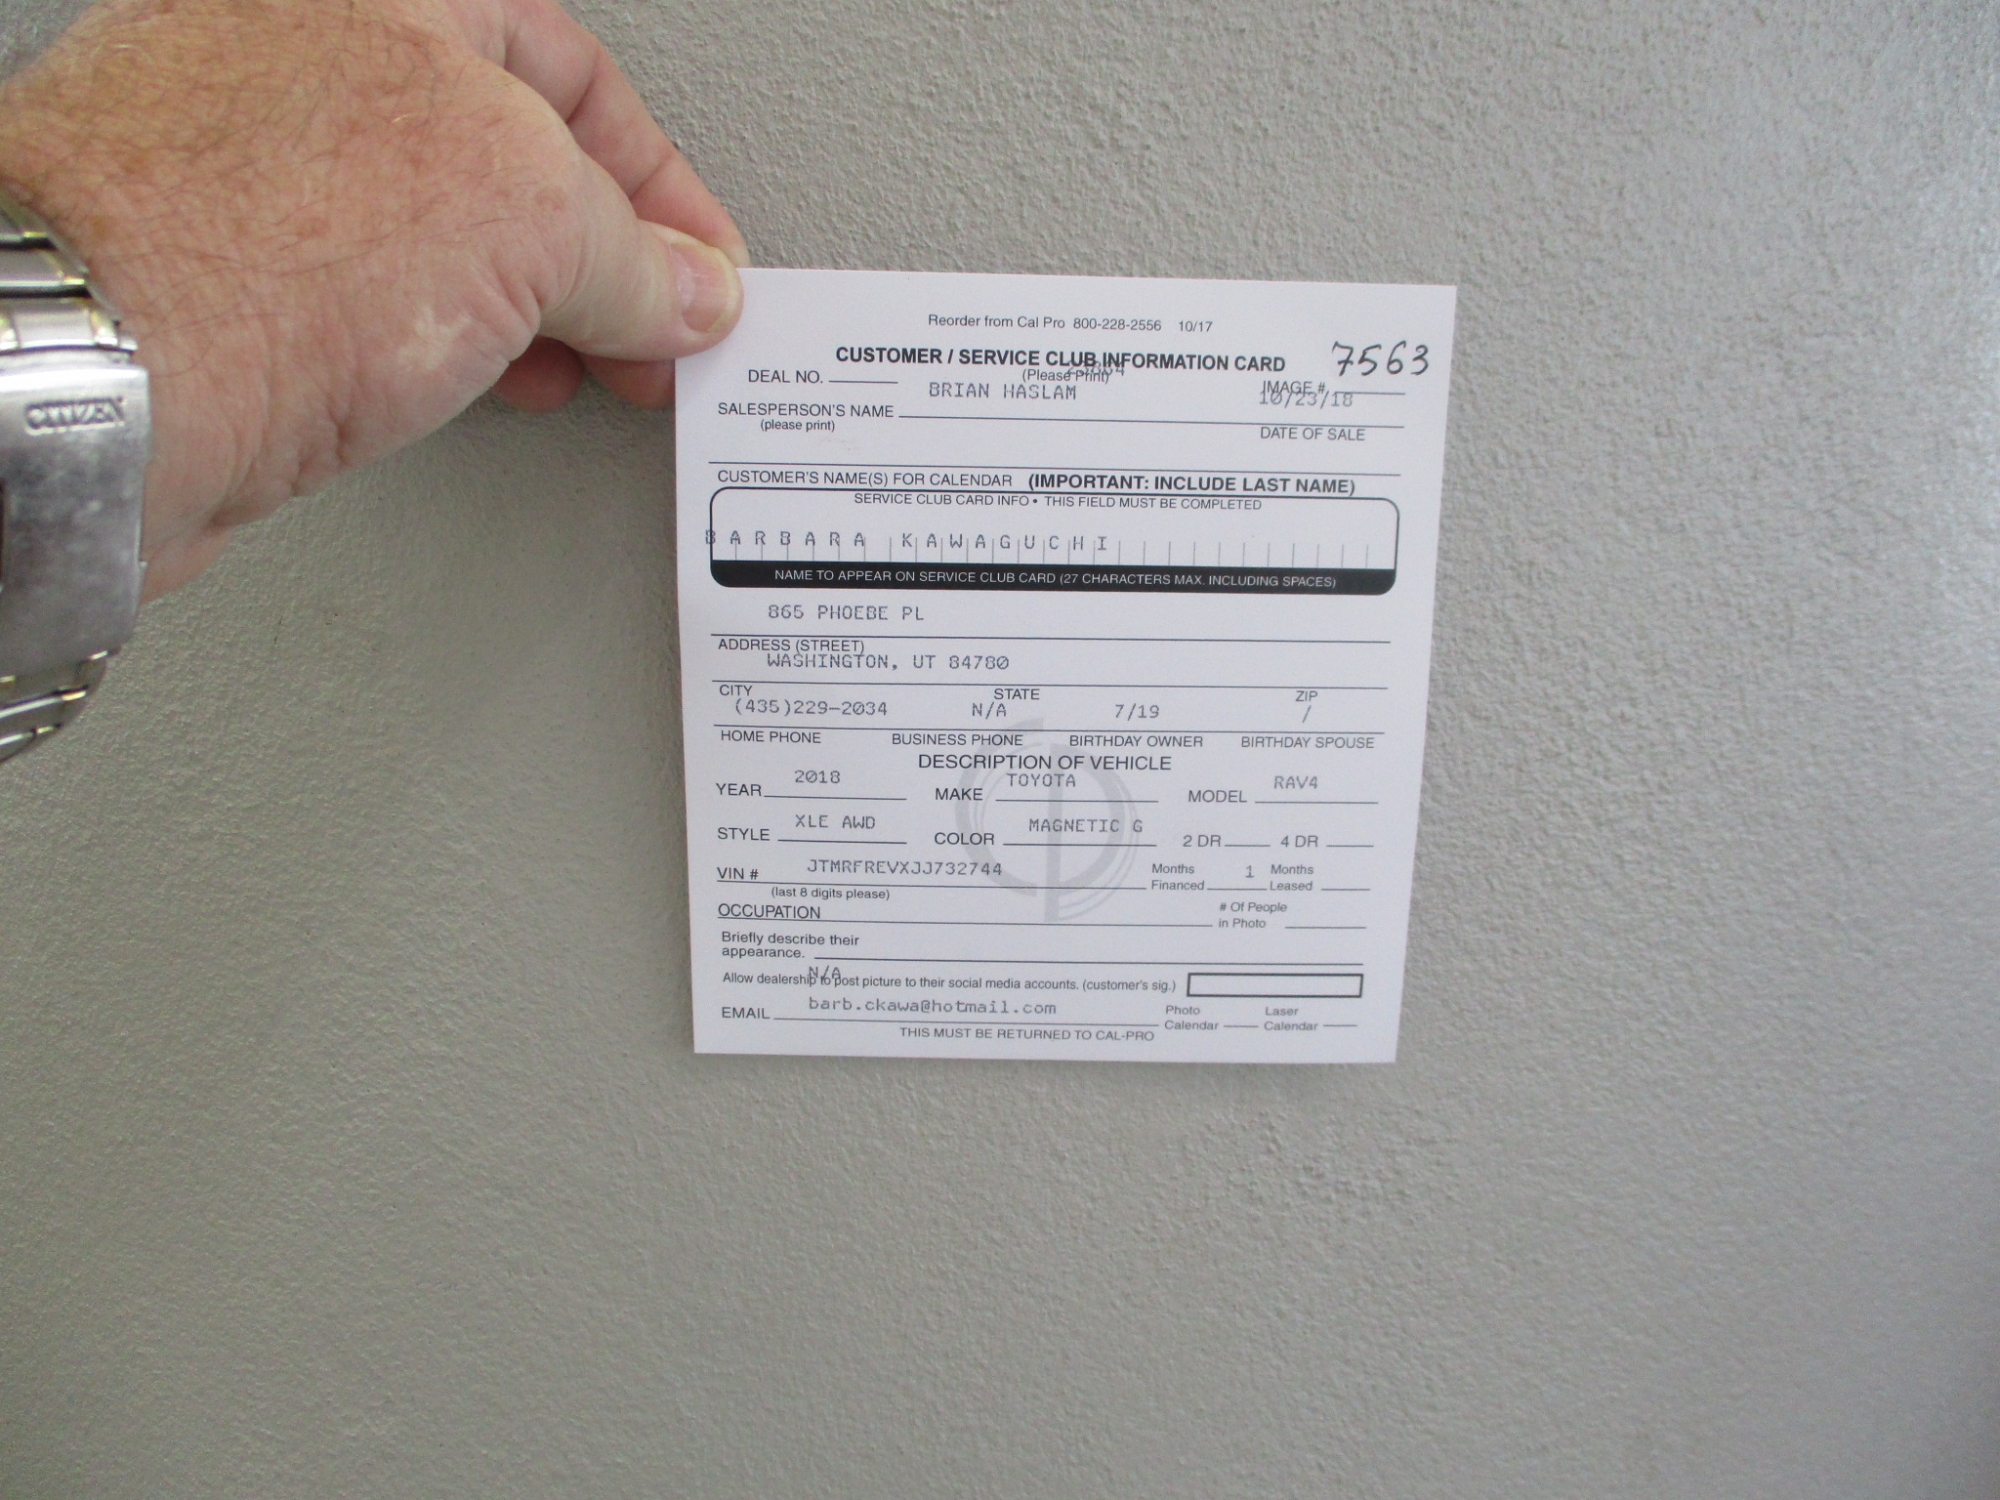 CITIZEN
Reorder from Cal Pro 800-228-2556 10/17
CUSTOMER / SERVICE CLUB INFORMATION CARD 7563
DEAL NO. (Please Print) IMAGE #
BRIAN HASLAM 10/23/18
SALESPERSON'S NAME
(please print) DATE OF SALE
CUSTOMER'S NAME(S) FOR CALENDAR (IMPORTANT: INCLUDE LAST NAME)
SERVICE CLUB CARD INFO • THIS FIELD MUST BE COMPLETED
BARBARA KAWAGUCHI
NAME TO APPEAR ON SERVICE CLUB CARD (27 CHARACTERS MAX. INCLUDING SPACES)
865 PHOEBE PL
ADDRESS (STREET)
WASHINGTON, UT 84780
CITY STATE ZIP
(435)229-2034 N/A 7/19 /
HOME PHONE BUSINESS PHONE BIRTHDAY OWNER BIRTHDAY SPOUSE
DESCRIPTION OF VEHICLE
YEAR 2018 MAKE TOYOTA MODEL RAV4
STYLE XLE AWD COLOR MAGNETIC G 2 DR 4 DR
VIN # JTMRFREVXJJ732744 Months Financed 1 Months Leased
(last 8 digits please)
OCCUPATION # Of People in Photo
Briefly describe their
appearance.
N/A
Allow dealership to post picture to their social media accounts. (customer's sig.)
EMAIL barb.ckawa@hotmail.com Photo Calendar Laser Calendar
THIS MUST BE RETURNED TO CAL-PRO